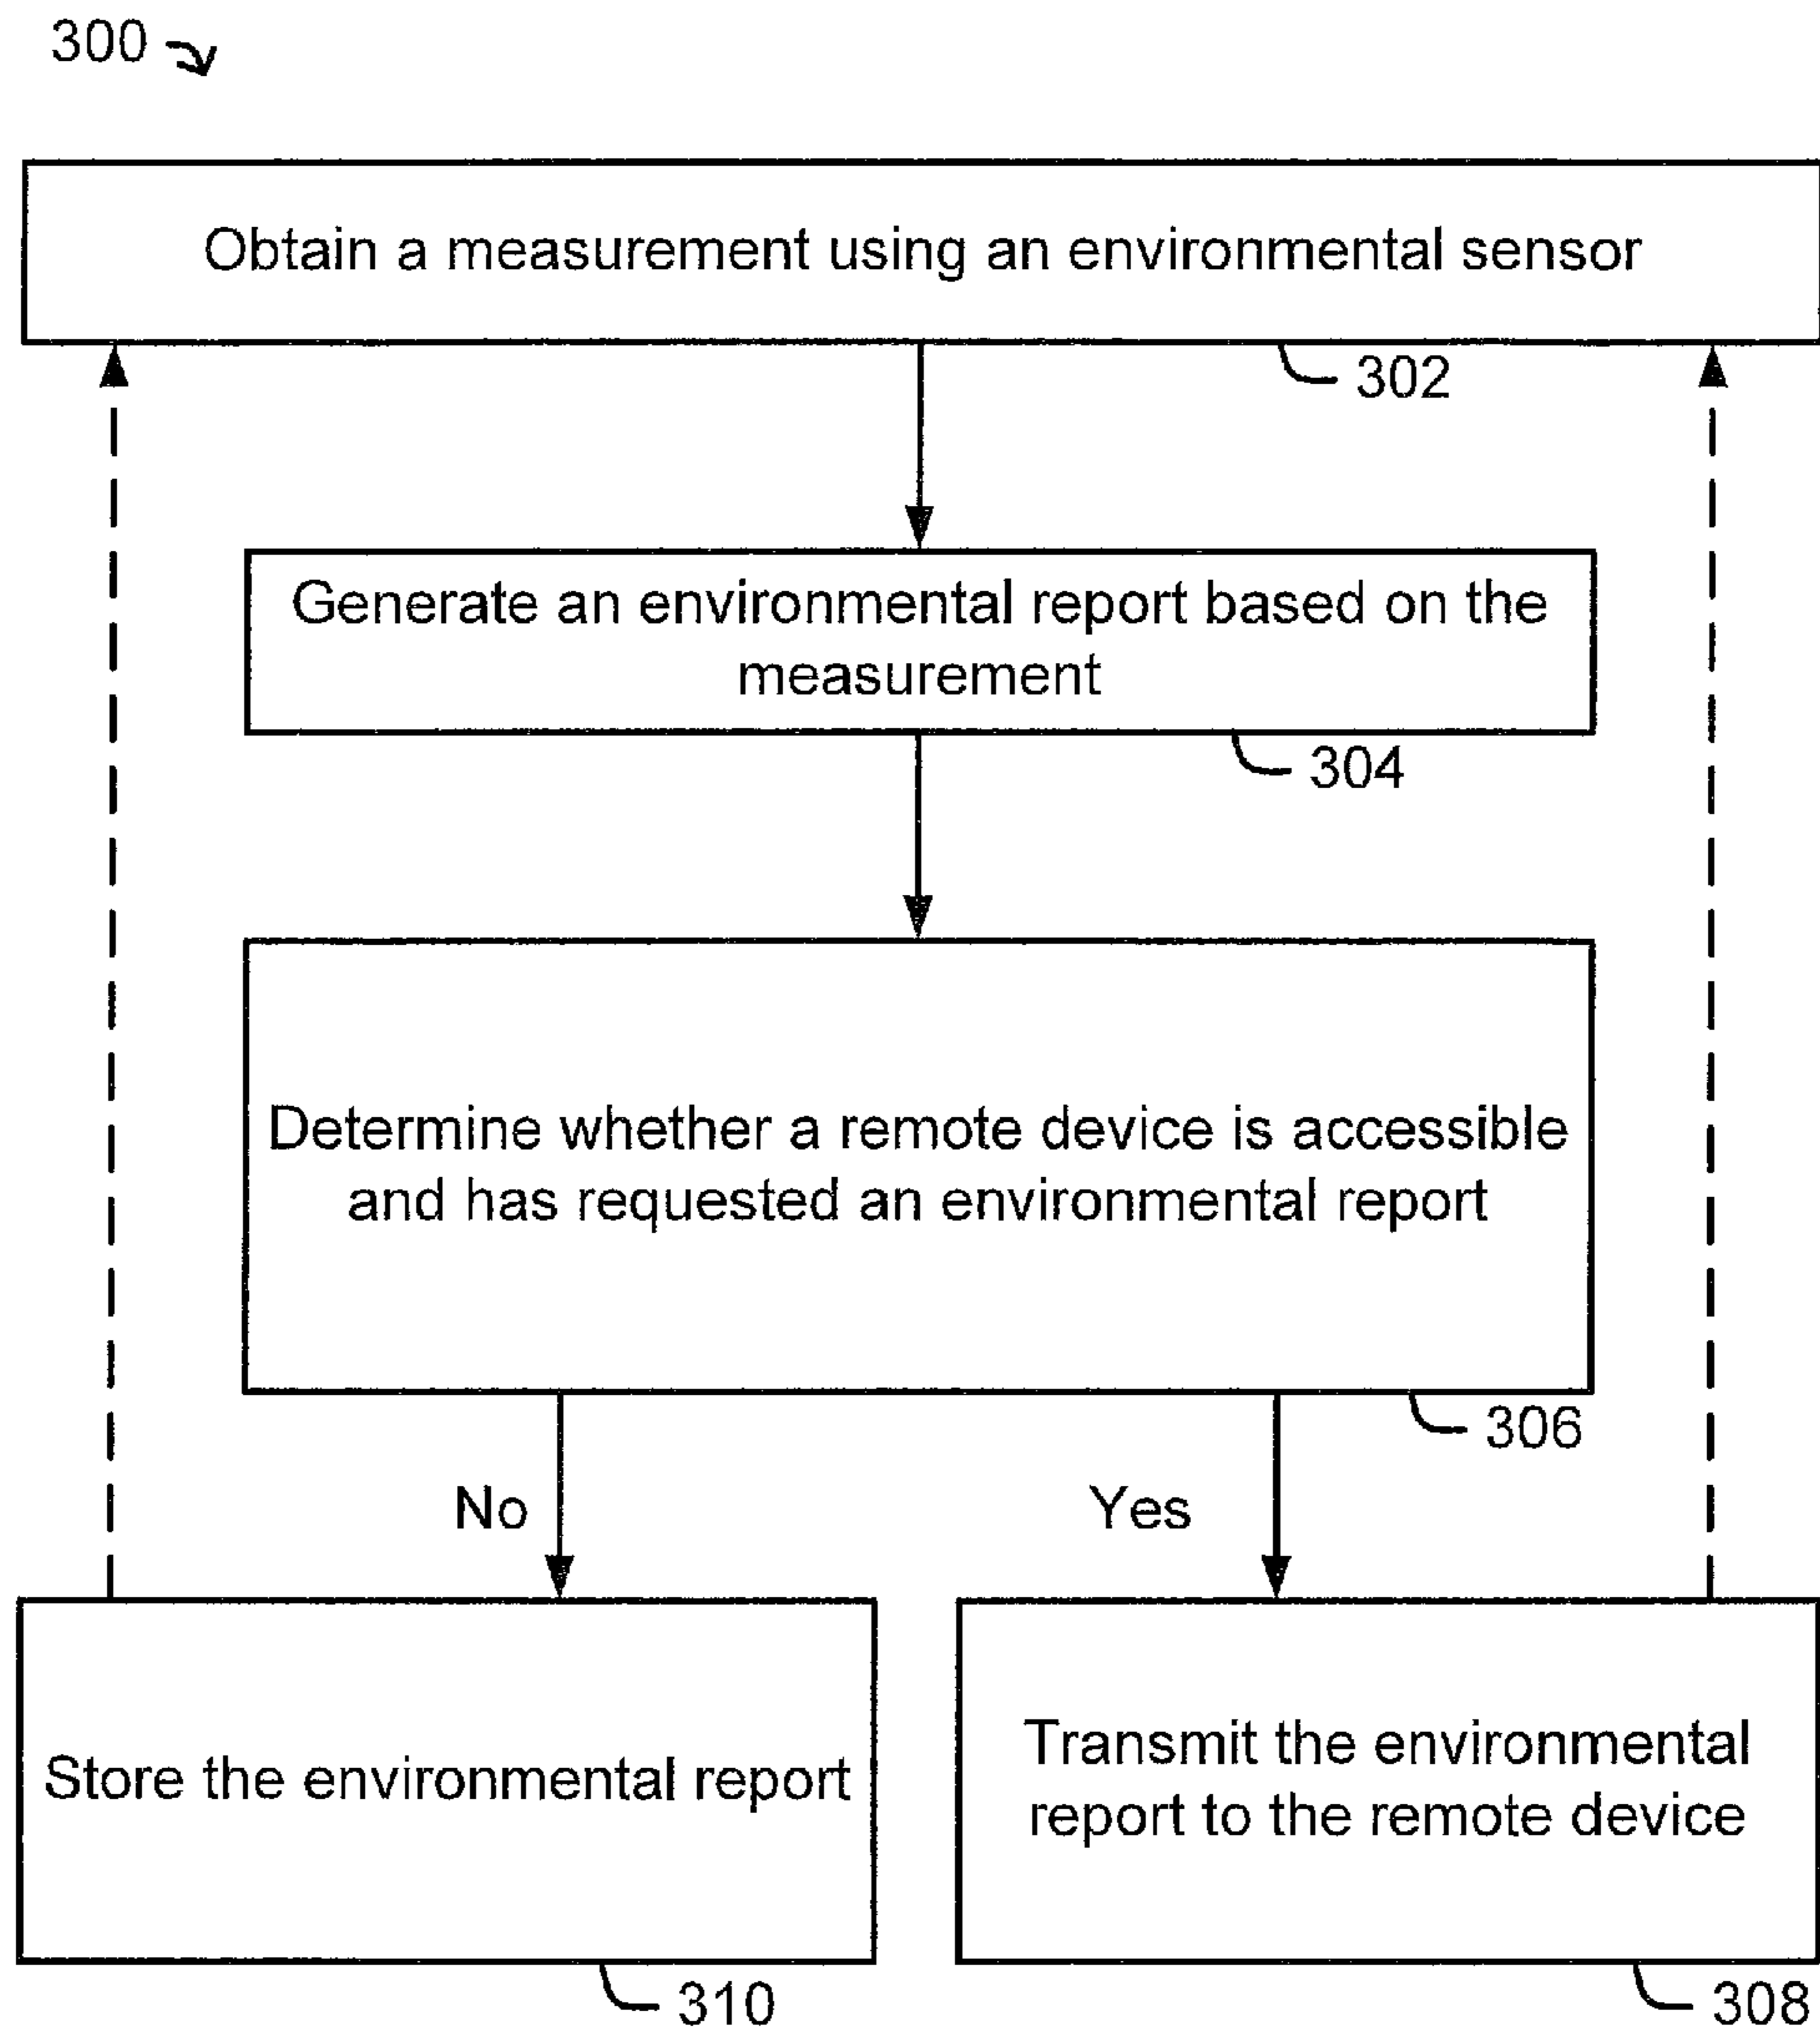 300
Obtain a measurement using an environmental sensor
302
Generate an environmental report based on the
measurement
304
Determine whether a remote device is accessible
and has requested an environmental report
306
No
Yes
Store the environmental report
Transmit the environmental
report to the remote device
310
308